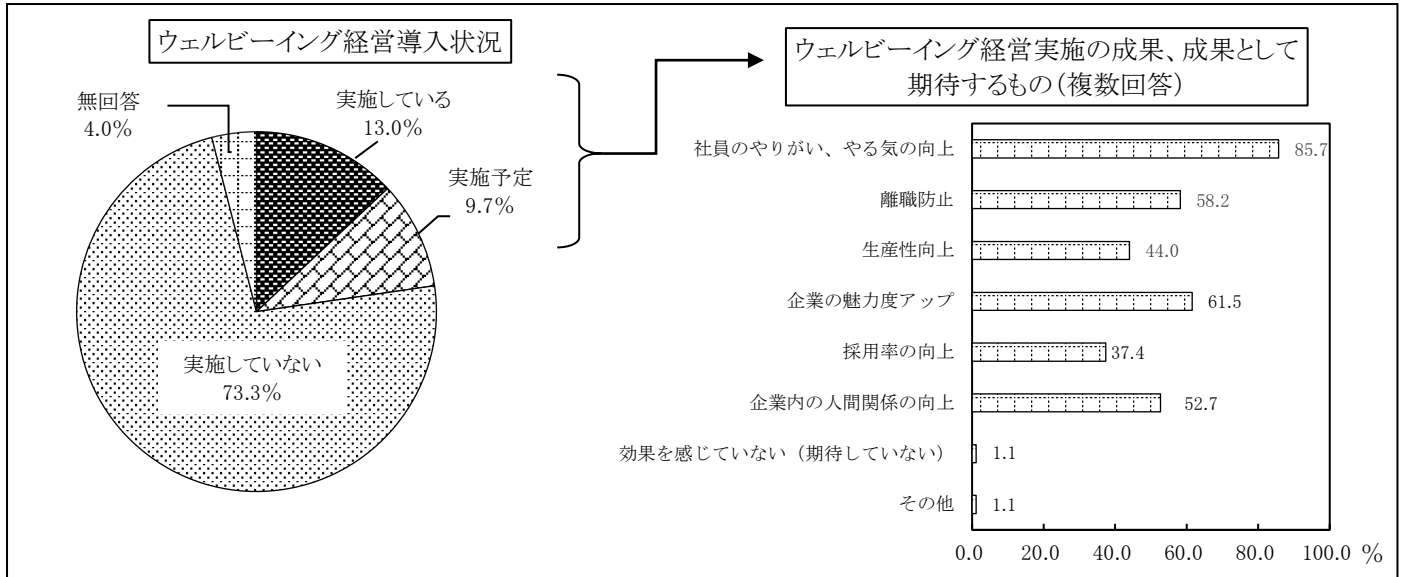 ウェルビーイング経営導入状況
無回答
4.0%
実施している
13.0%
実施予定
9.7%
実施していない
73.3%
ウェルビーイング経営実施の成果、成果として
期待するもの(複数回答)
社員のやりがい、やる気の向上 85.7
離職防止 58.2
生産性向上 44.0
企業の魅力度アップ 61.5
採用率の向上 37.4
企業内の人間関係の向上 52.7
効果を感じていない(期待していない) 1.1
その他 1.1
0.0 20.0 40.0 60.0 80.0 100.0 %